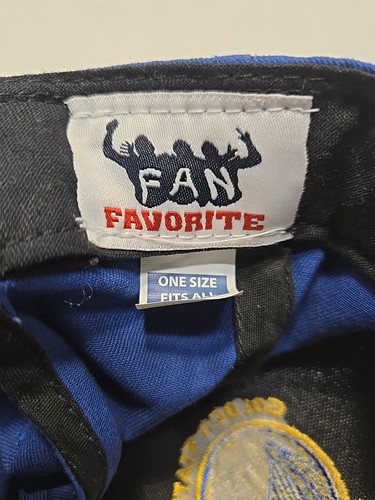 FAN
FAVORITE
ONE SIZE
FITS ALL